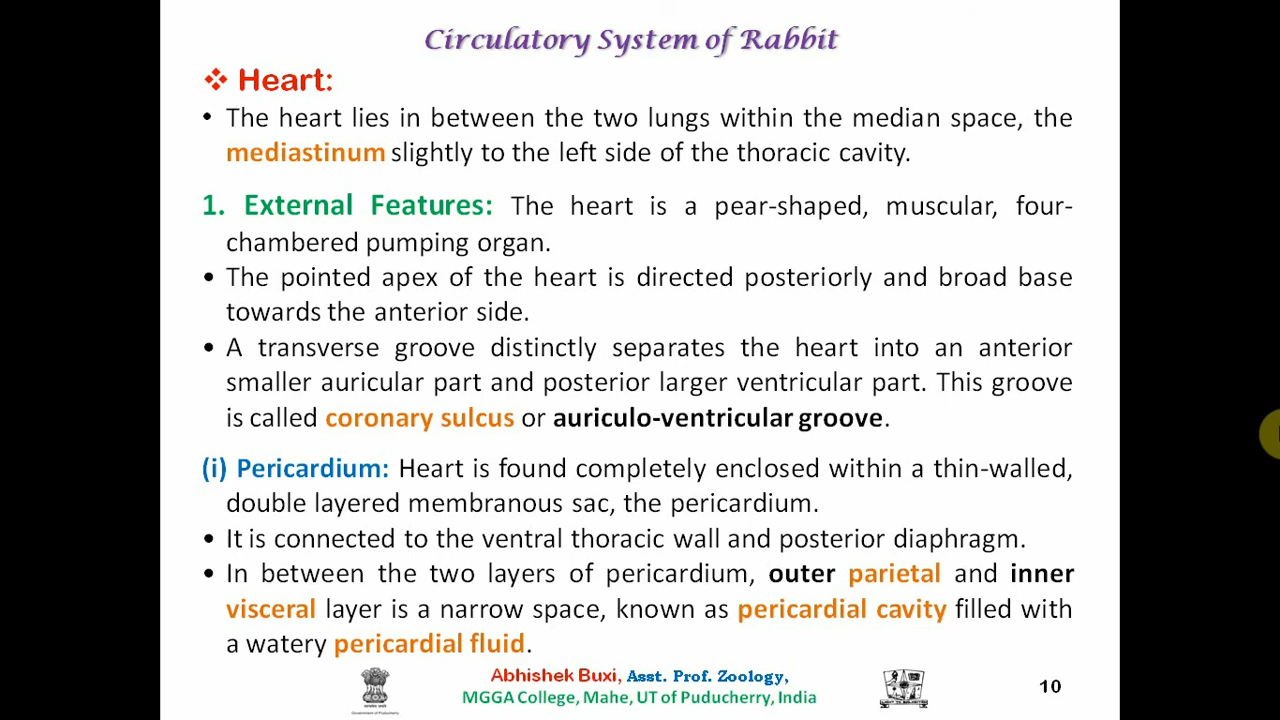 Circulatory System of Rabbit
❖ Heart:
• The heart lies in between the two lungs within the median space, the
mediastinum slightly to the left side of the thoracic cavity.
1. External Features: The heart is a pear-shaped, muscular, four-
chambered pumping organ.
• The pointed apex of the heart is directed posteriorly and broad base
towards the anterior side.
• A transverse groove distinctly separates the heart into an anterior
smaller auricular part and posterior larger ventricular part. This groove
is called coronary sulcus or auriculo-ventricular groove.
(i) Pericardium: Heart is found completely enclosed within a thin-walled,
double layered membranous sac, the pericardium.
• It is connected to the ventral thoracic wall and posterior diaphragm.
• In between the two layers of pericardium, outer parietal and inner
visceral layer is a narrow space, known as pericardial cavity filled with
a watery pericardial fluid.
Abhishek Buxi, Asst. Prof. Zoology,
MGGA College, Mahe, UT of Puducherry, India
10